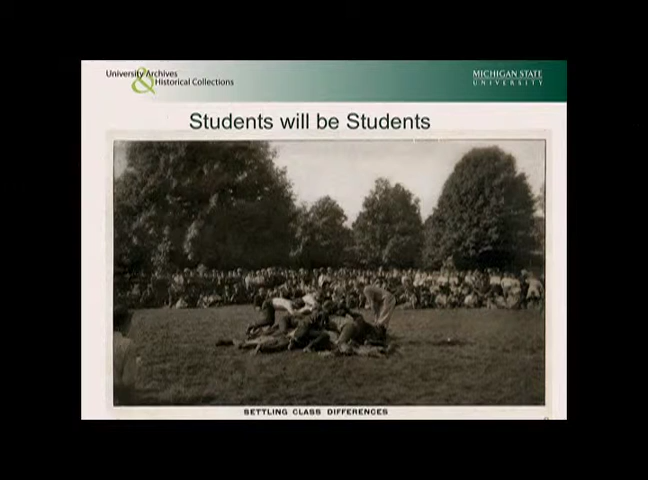 University Archives
& Historical Collections
MICHIGAN STATE
UNIVERSITY
Students will be Students
SETTLING CLASS DIFFERENCES